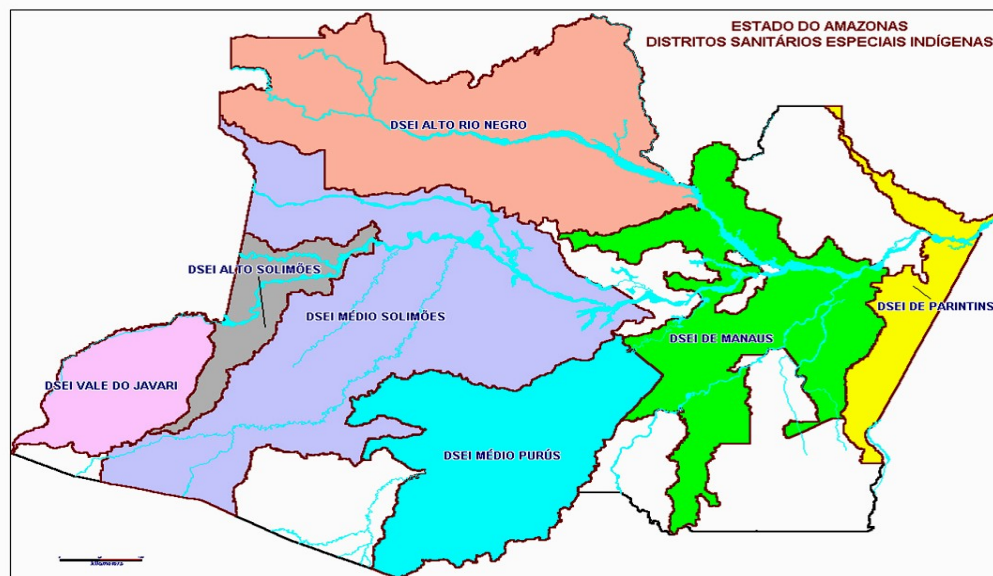 ESTADO DO AMAZONAS
DISTRITOS SANITÁRIOS ESPECIAIS INDÍGENAS
DSEI ALTO RIO NEGRO
DSEI ALTO SOLIMÕES
DSEI DE PARINTINS
DSEI MÉDIO SOLIMÕES
DSEI DE MANAUS
DSEI VALE DO JAVARI
DSEI MÉDIO PURÚS